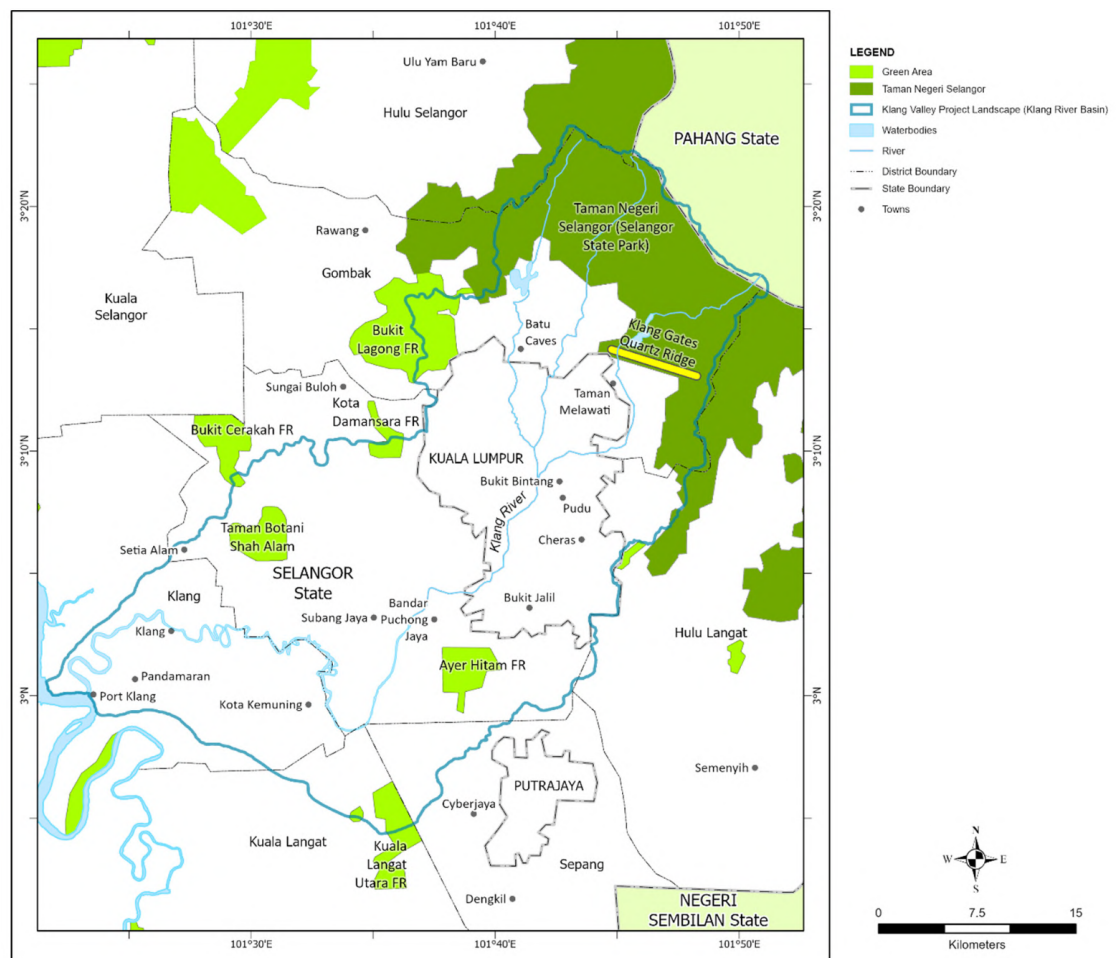 101°30'E
101°40'E
101°50'E
Ulu Yam Baru
Hulu Selangor
PAHANG State
3°20'N
3°20'N
Taman Negeri
Selangor (Selangor
State Park)
Rawang
Gombak
Kuala
Selangor
Bukit
Lagong FR
Batu
Caves
Klang Gates
Quartz Ridge
Sungai Buloh
Kota
Damansara FR
Taman
Melawati
Bukit Cerakah FR
3°10'N
3°10'N
KUALA LUMPUR
Bukit Bintang
Pudu
Klang River
Cheras
Taman Botani
Shah Alam
Setia Alam
SELANGOR
State
Klang
Bandar
Puchong
Jaya
Subang Jaya
Bukit Jalil
Klang
Hulu Langat
Ayer Hitam FR
Pandamaran
Port Klang
Kota Kemuning
3°N
3°N
Semenyih
PUTRAJAYA
Cyberjaya
Kuala Langat
Kuala
Langat
Utara FR
Sepang
Dengkil
NEGERI
SEMBILAN State
101°30'E
101°40'E
101°50'E
LEGEND
Green Area
Taman Negeri Selangor
Klang Valley Project Landscape (Klang River Basin)
Waterbodies
River
District Boundary
State Boundary
Towns
N
W E
S
0 7.5 15
Kilometers